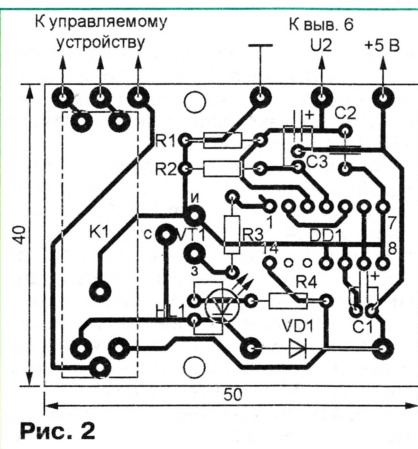 К управляемому
устройству
К выв. 6
U2
+5 В
+
C2
R1
R2
C3
40
K1
И
С
VT1
З
R3
1
7
DD1
14
8
+
HL1
R4
C1
VD1
50
Рис. 2